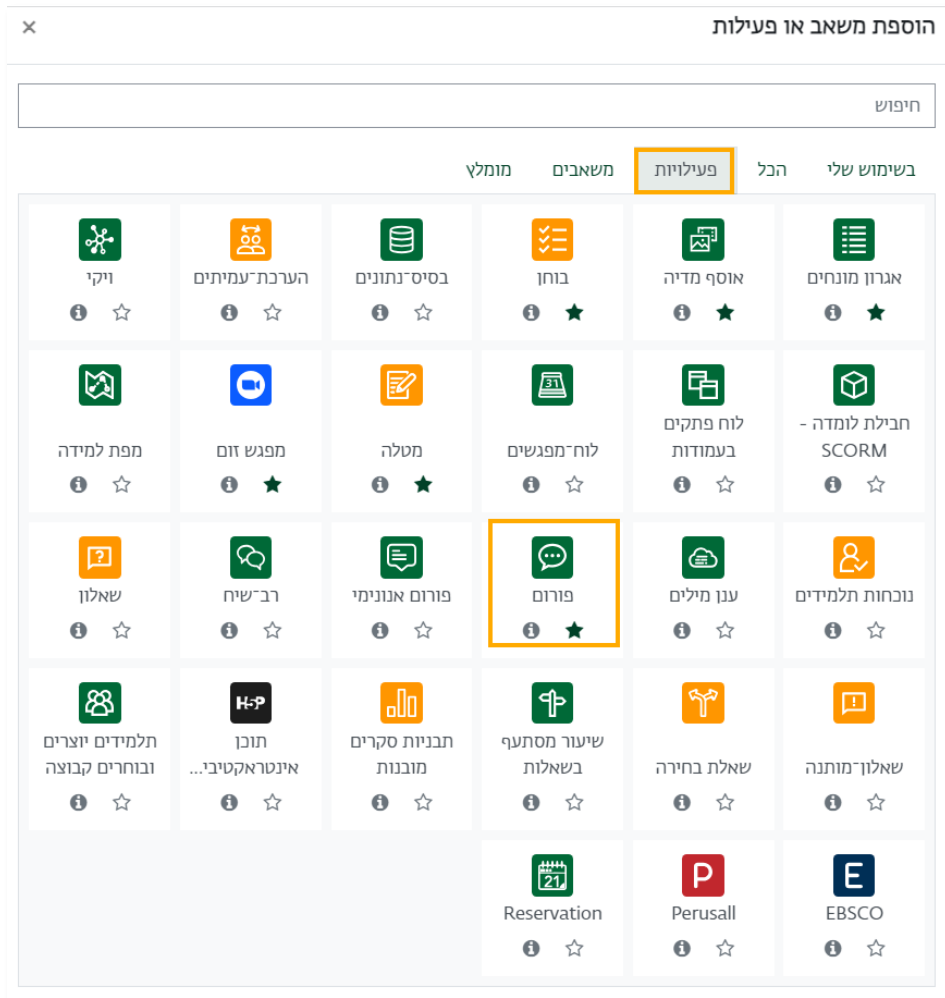 הוספת משאב או פעילות
×
חיפוש
בשימוש שלי הכל פעילויות משאבים מומלץ
אגרון מונחים
אוסף מדיה
בוחן
בסיס־נתונים
הערכת־עמיתים
ויקי
חבילת לומדה -
SCORM
לוח פתקים
בעמודות
31
לוח־מפגשים
מטלה
מפגש זום
מפת למידה
נוכחות תלמידים
ענן מילים
פורום
פורום אנונימי
רב־שיח
שאלון
שאלון־מותנה
שאלת בחירה
שיעור מסתעף
בשאלות
תבניות סקרים
מובנות
H5P
תוכן
אינטראקטיבי...
תלמידים יוצרים
ובוחרים קבוצה
E
EBSCO
P
Perusall
21
Reservation